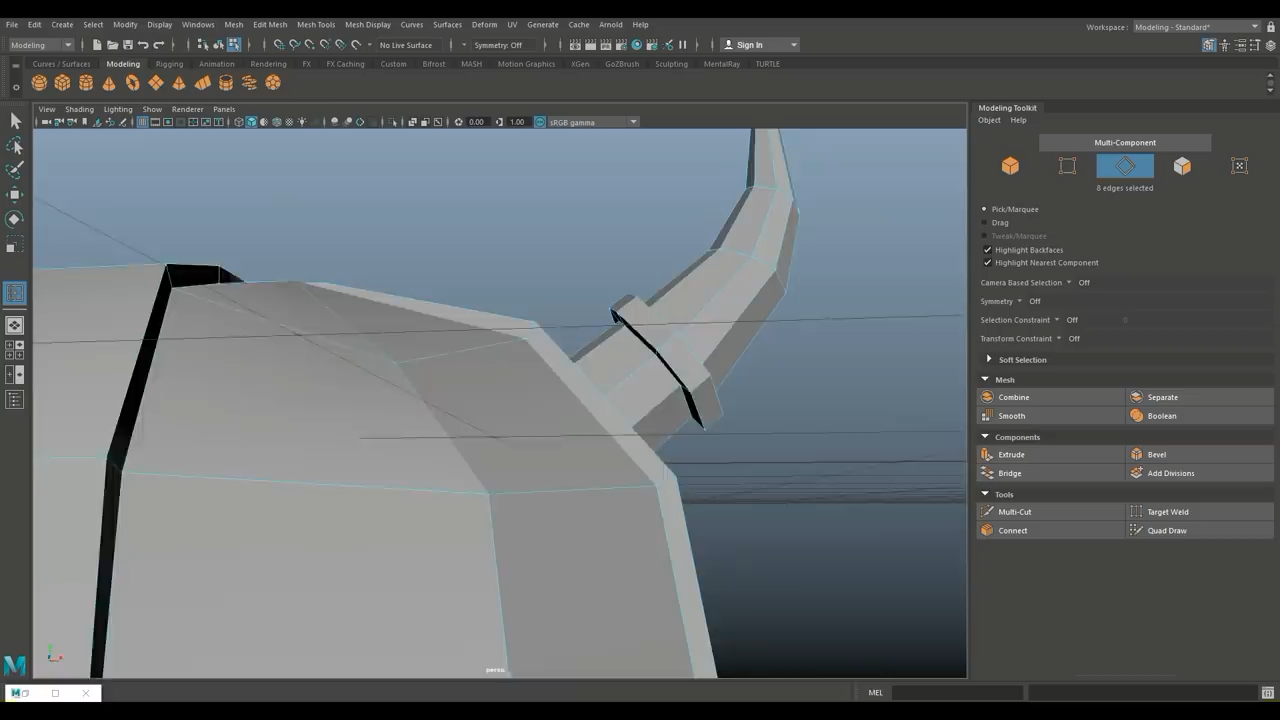 File Edit Create Select Modify Display Windows Mesh Edit Mesh Mesh Tools Mesh Display Curves Surfaces Deform UV Generate Cache Arnold Help
Workspace: Modeling - Standard*
Modeling No Live Surface Symmetry: Off Sign In
Curves / Surfaces Modeling Rigging Animation Rendering FX FX Caching Custom Bifrost MASH Motion Graphics XGen GoZBrush Sculpting MentalRay TURTLE
View Shading Lighting Show Renderer Panels
0.00 1.00 sRGB gamma
persp
Modeling Toolkit
Object Help
Multi-Component
8 edges selected
Pick/Marquee
Drag
Tweak/Marquee
Highlight Backfaces
Highlight Nearest Component
Camera Based Selection Off
Symmetry Off
Selection Constraint Off 0
Transform Constraint Off
Soft Selection
Mesh
Combine Separate
Smooth Boolean
Components
Extrude Bevel
Bridge Add Divisions
Tools
Multi-Cut Target Weld
Connect Quad Draw
MEL